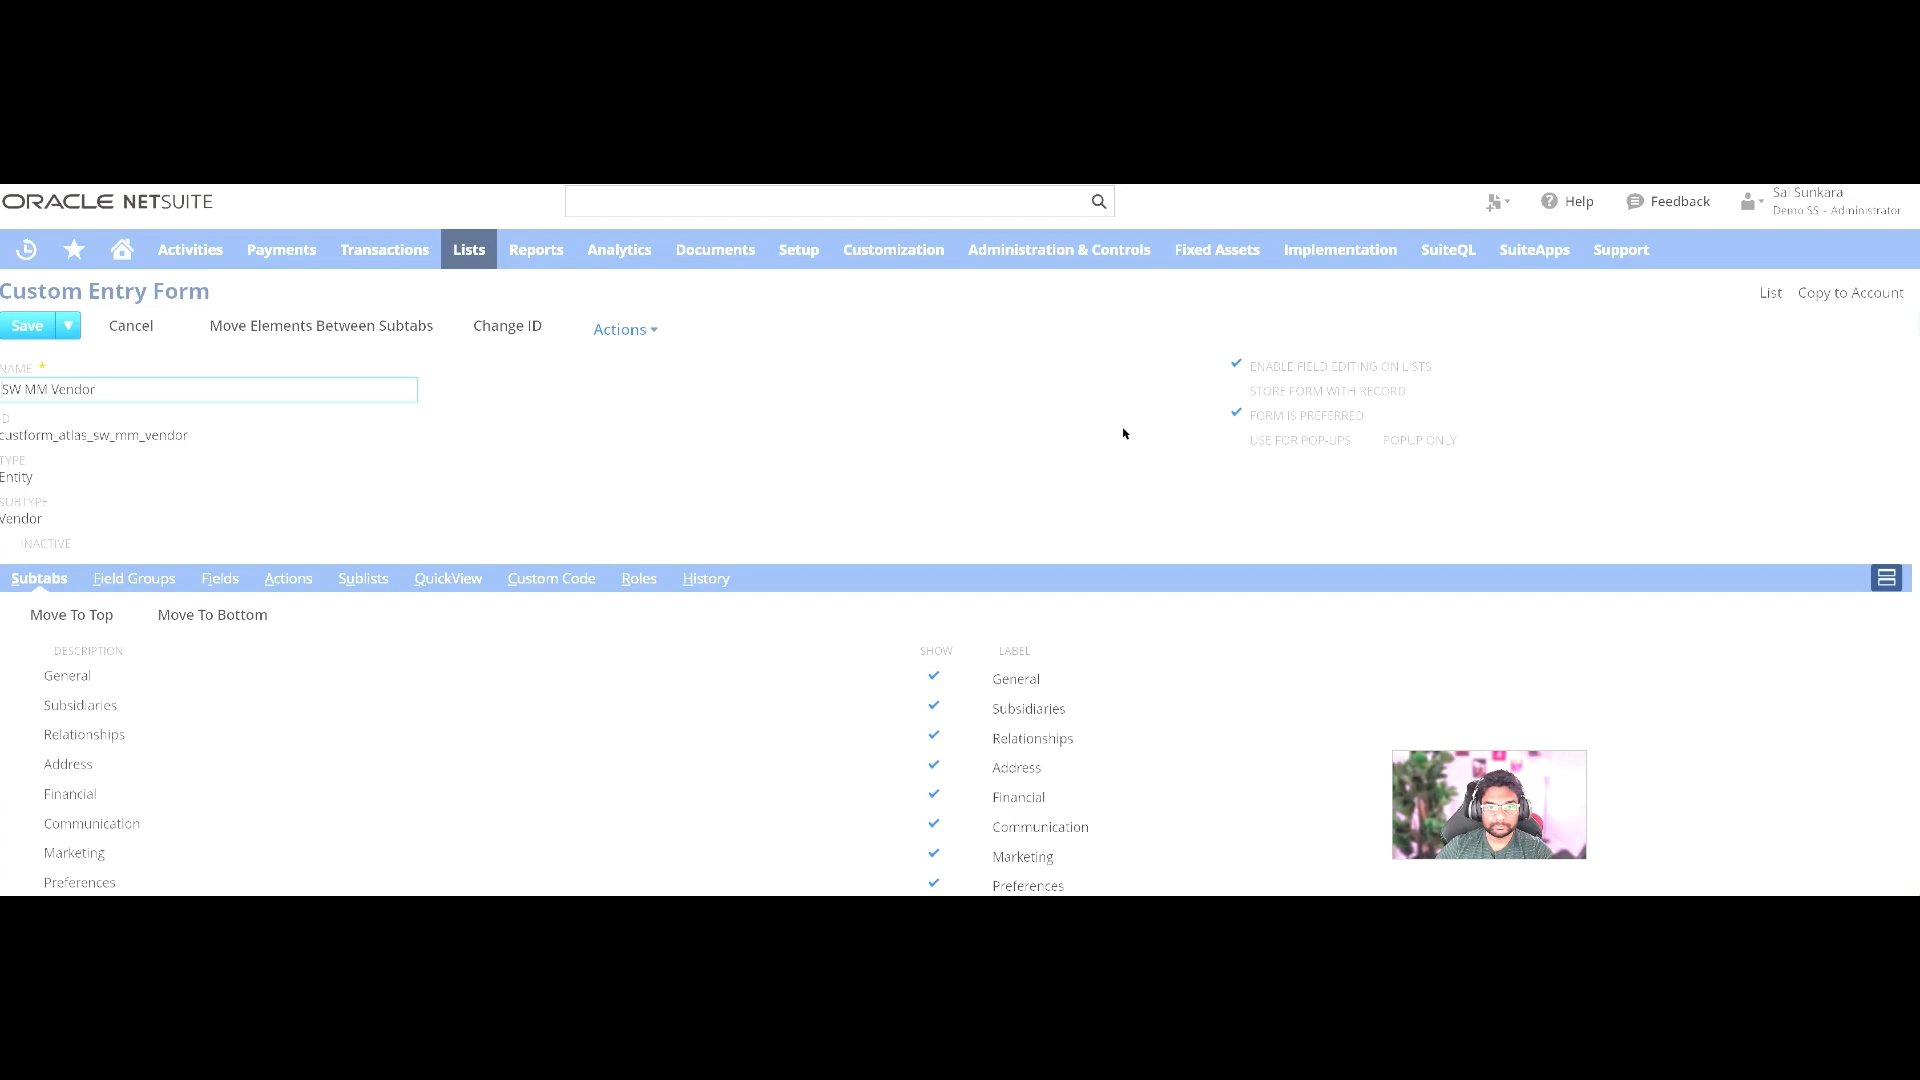 ORACLE NETSUITE
Help
Feedback
Sai Sunkara
Demo SS - Administrator
Activities Payments Transactions Lists Reports Analytics Documents Setup Customization Administration & Controls Fixed Assets Implementation SuiteQL SuiteApps Support
Custom Entry Form
List Copy to Account
Save Cancel Move Elements Between Subtabs Change ID Actions
NAME *
SW MM Vendor
ID
custform_atlas_sw_mm_vendor
TYPE
Entity
SUBTYPE
Vendor
INACTIVE
ENABLE FIELD EDITING ON LISTS
STORE FORM WITH RECORD
FORM IS PREFERRED
USE FOR POP-UPS POPUP ONLY
Subtabs Field Groups Fields Actions Sublists QuickView Custom Code Roles History
Move To Top Move To Bottom
DESCRIPTION SHOW LABEL
General General
Subsidiaries Subsidiaries
Relationships Relationships
Address Address
Financial Financial
Communication Communication
Marketing Marketing
Preferences Preferences